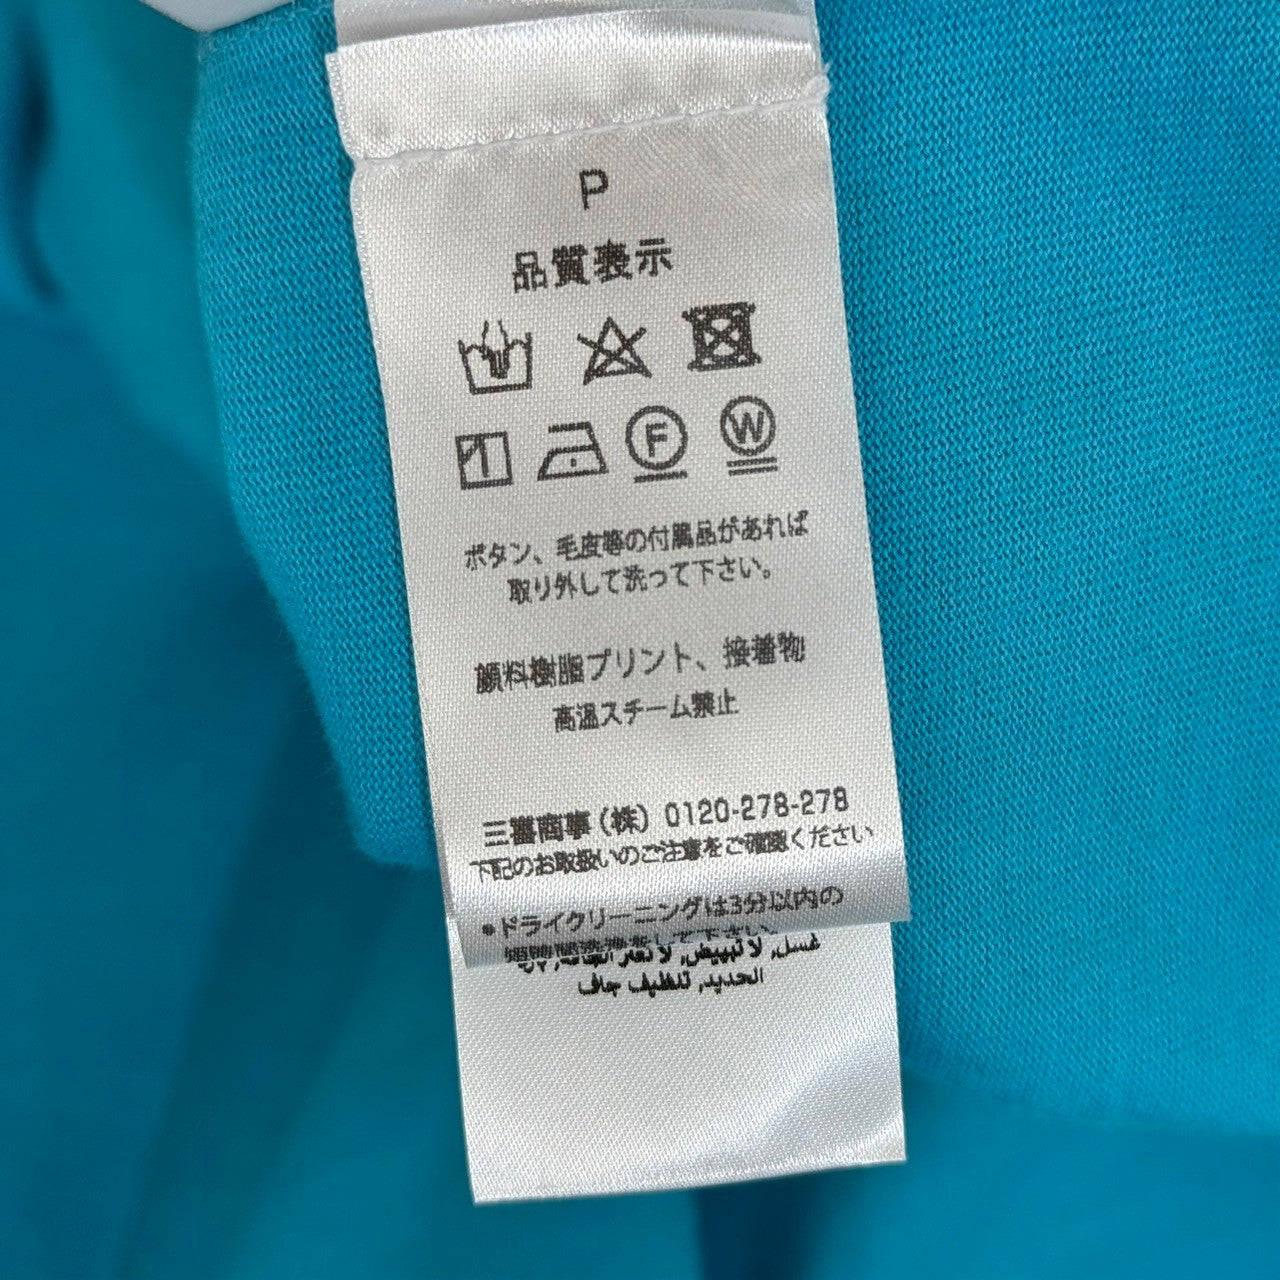 P
品質表示
F W
ボタン、毛皮等の付属品があれば
取り外して洗って下さい。
顔料樹脂プリント、接着物
高温スチーム禁止
三喜商事(株) 0120-278-278
下記のお取扱いのご注意をご確認ください
•ドライクリーニングは3分以内の
غسل, لا تبييض, لا
الحديد, تنظيف جاف